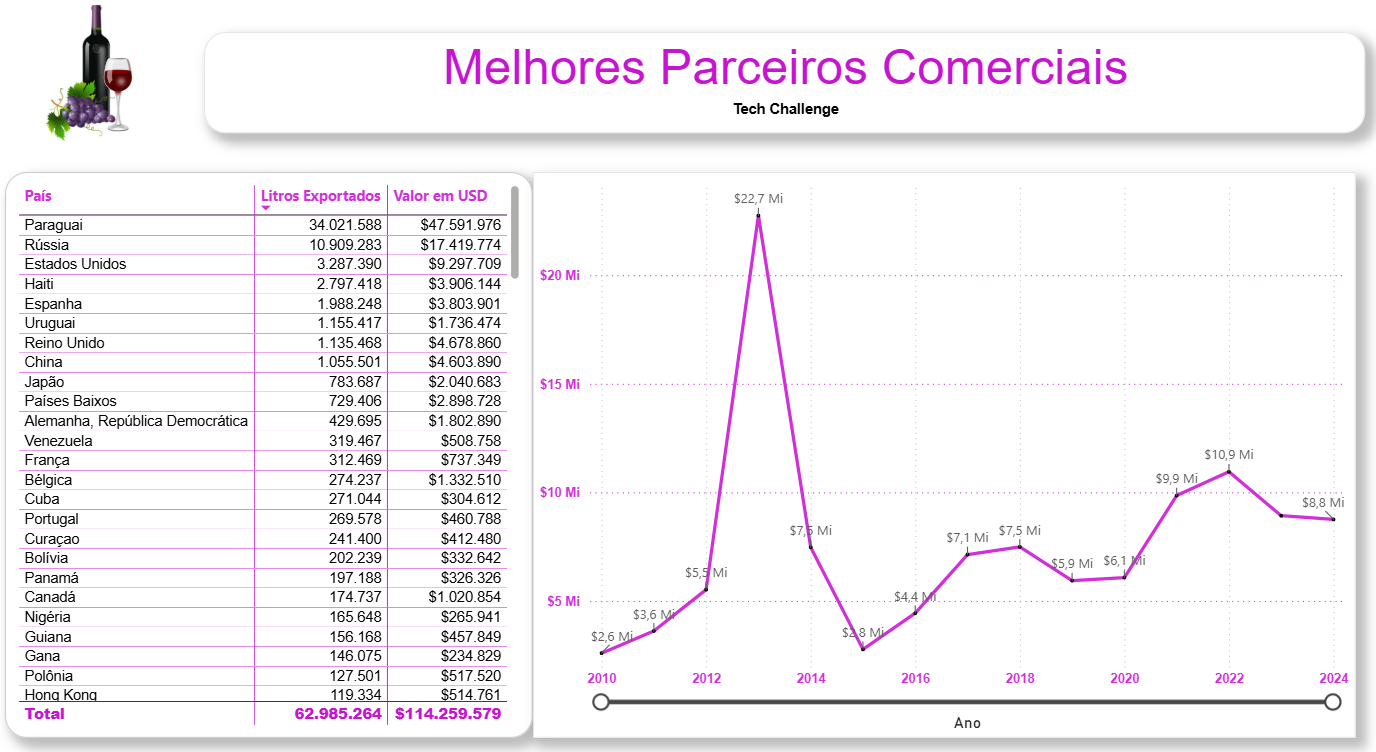 Melhores Parceiros Comerciais
Tech Challenge
País Litros Exportados Valor em USD
Paraguai 34.021.588 $47.591.976
Rússia 10.909.283 $17.419.774
Estados Unidos 3.287.390 $9.297.709
Haiti 2.797.418 $3.906.144
Espanha 1.988.248 $3.803.901
Uruguai 1.155.417 $1.736.474
Reino Unido 1.135.468 $4.678.860
China 1.055.501 $4.603.890
Japão 783.687 $2.040.683
Países Baixos 729.406 $2.898.728
Alemanha, República Democrática 429.695 $1.802.890
Venezuela 319.467 $508.758
França 312.469 $737.349
Bélgica 274.237 $1.332.510
Cuba 271.044 $304.612
Portugal 269.578 $460.788
Curaçao 241.400 $412.480
Bolívia 202.239 $332.642
Panamá 197.188 $326.326
Canadá 174.737 $1.020.854
Nigéria 165.648 $265.941
Guiana 156.168 $457.849
Gana 146.075 $234.829
Polônia 127.501 $517.520
Hong Kong 119.334 $514.761
Total 62.985.264 $114.259.579
$22,7 Mi
$20 Mi
$15 Mi
$10,9 Mi
$9,9 Mi
$10 Mi
$8,8 Mi
$7,5 Mi
$7,1 Mi
$7,5 Mi
$5,5 Mi
$5,9 Mi
$6,1 Mi
$5 Mi
$4,4 Mi
$3,6 Mi
$2,6 Mi
$2,8 Mi
2010 2012 2014 2016 2018 2020 2022 2024
Ano